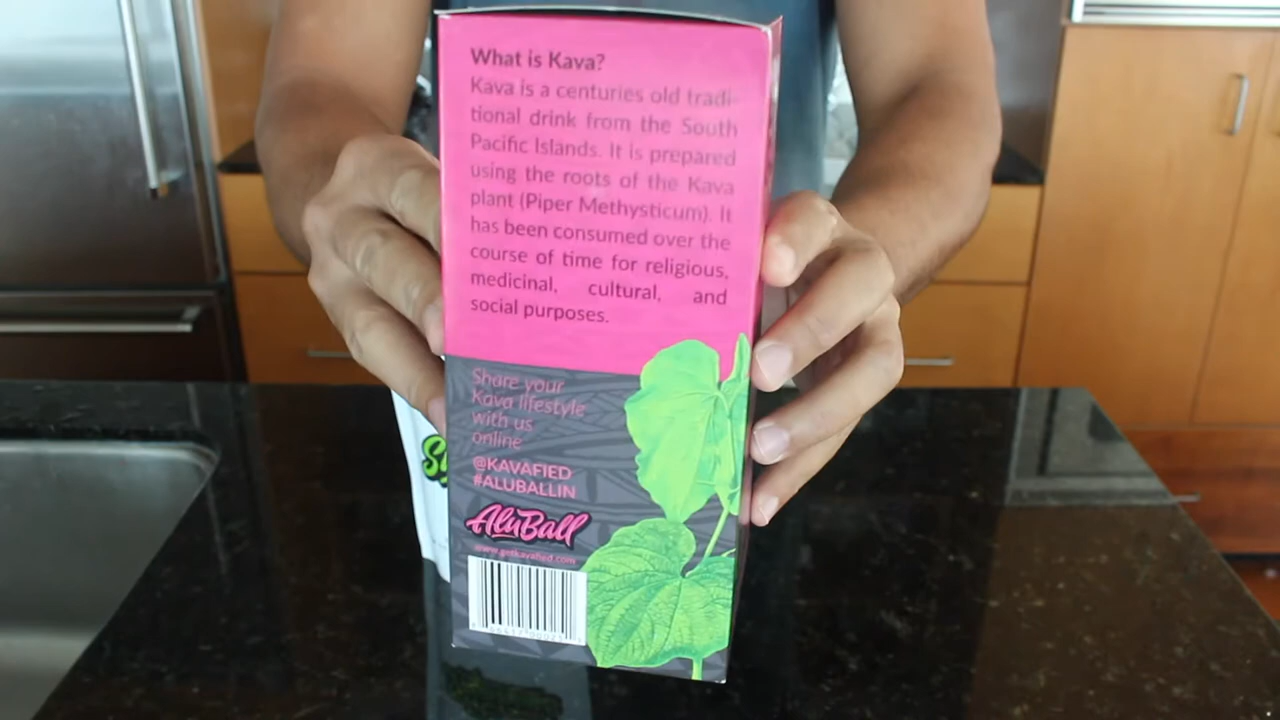 What is Kava?
Kava is a centuries old tradi-
tional drink from the South
Pacific Islands. It is prepared
using the roots of the Kava
plant (Piper Methysticum). It
has been consumed over the
course of time for religious,
medicinal, cultural, and
social purposes.
Share your
Kava lifestyle
with us
online
@KAVAFIED
#ALUBALLIN
AluBall
www.getkavafied.com